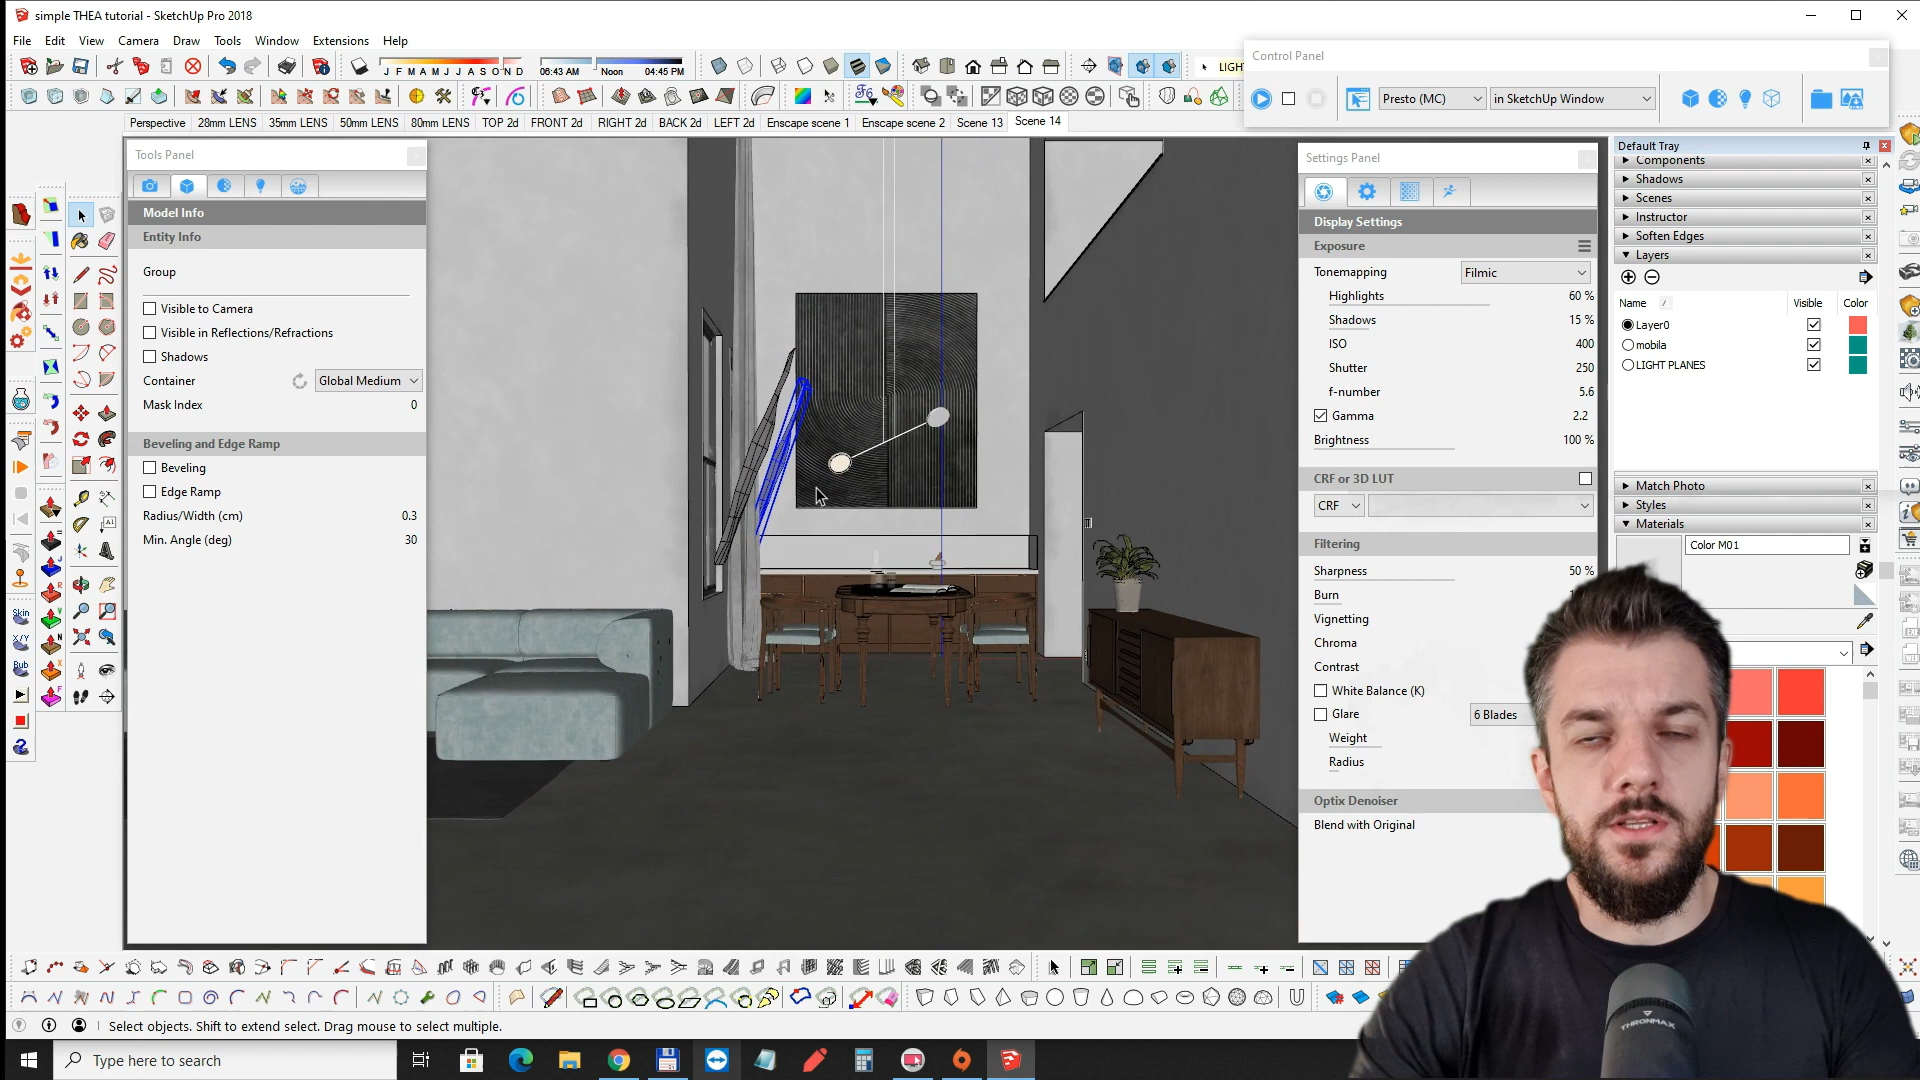 simple THEA tutorial - SketchUp Pro 2018
File Edit View Camera Draw Tools Window Extensions Help
J F M A M J J A S O N D
06:43 AM Noon 04:45 PM
LIGH
Control Panel
Presto (MC)
in SketchUp Window
Perspective 28mm LENS 35mm LENS 50mm LENS 80mm LENS TOP 2d FRONT 2d RIGHT 2d BACK 2d LEFT 2d Enscape scene 1 Enscape scene 2 Scene 13 Scene 14
Tools Panel
Model Info
Entity Info
Group
Visible to Camera
Visible in Reflections/Refractions
Shadows
Container Global Medium
Mask Index 0
Beveling and Edge Ramp
Beveling
Edge Ramp
Radius/Width (cm) 0.3
Min. Angle (deg) 30
Settings Panel
Display Settings
Exposure
Tonemapping Filmic
Highlights 60 %
Shadows 15 %
ISO 400
Shutter 250
f-number 5.6
Gamma 2.2
Brightness 100 %
CRF or 3D LUT
CRF
Filtering
Sharpness 50 %
Burn
Vignetting
Chroma
Contrast
White Balance (K)
Glare 6 Blades
Weight
Radius
Optix Denoiser
Blend with Original
Default Tray
Components
Shadows
Scenes
Instructor
Soften Edges
Layers
Name Visible Color
Layer0
mobila
LIGHT PLANES
Match Photo
Styles
Materials
Color M01
Skin
X/Y
Bub
THRONMAX
Select objects. Shift to extend select. Drag mouse to select multiple.
Type here to search